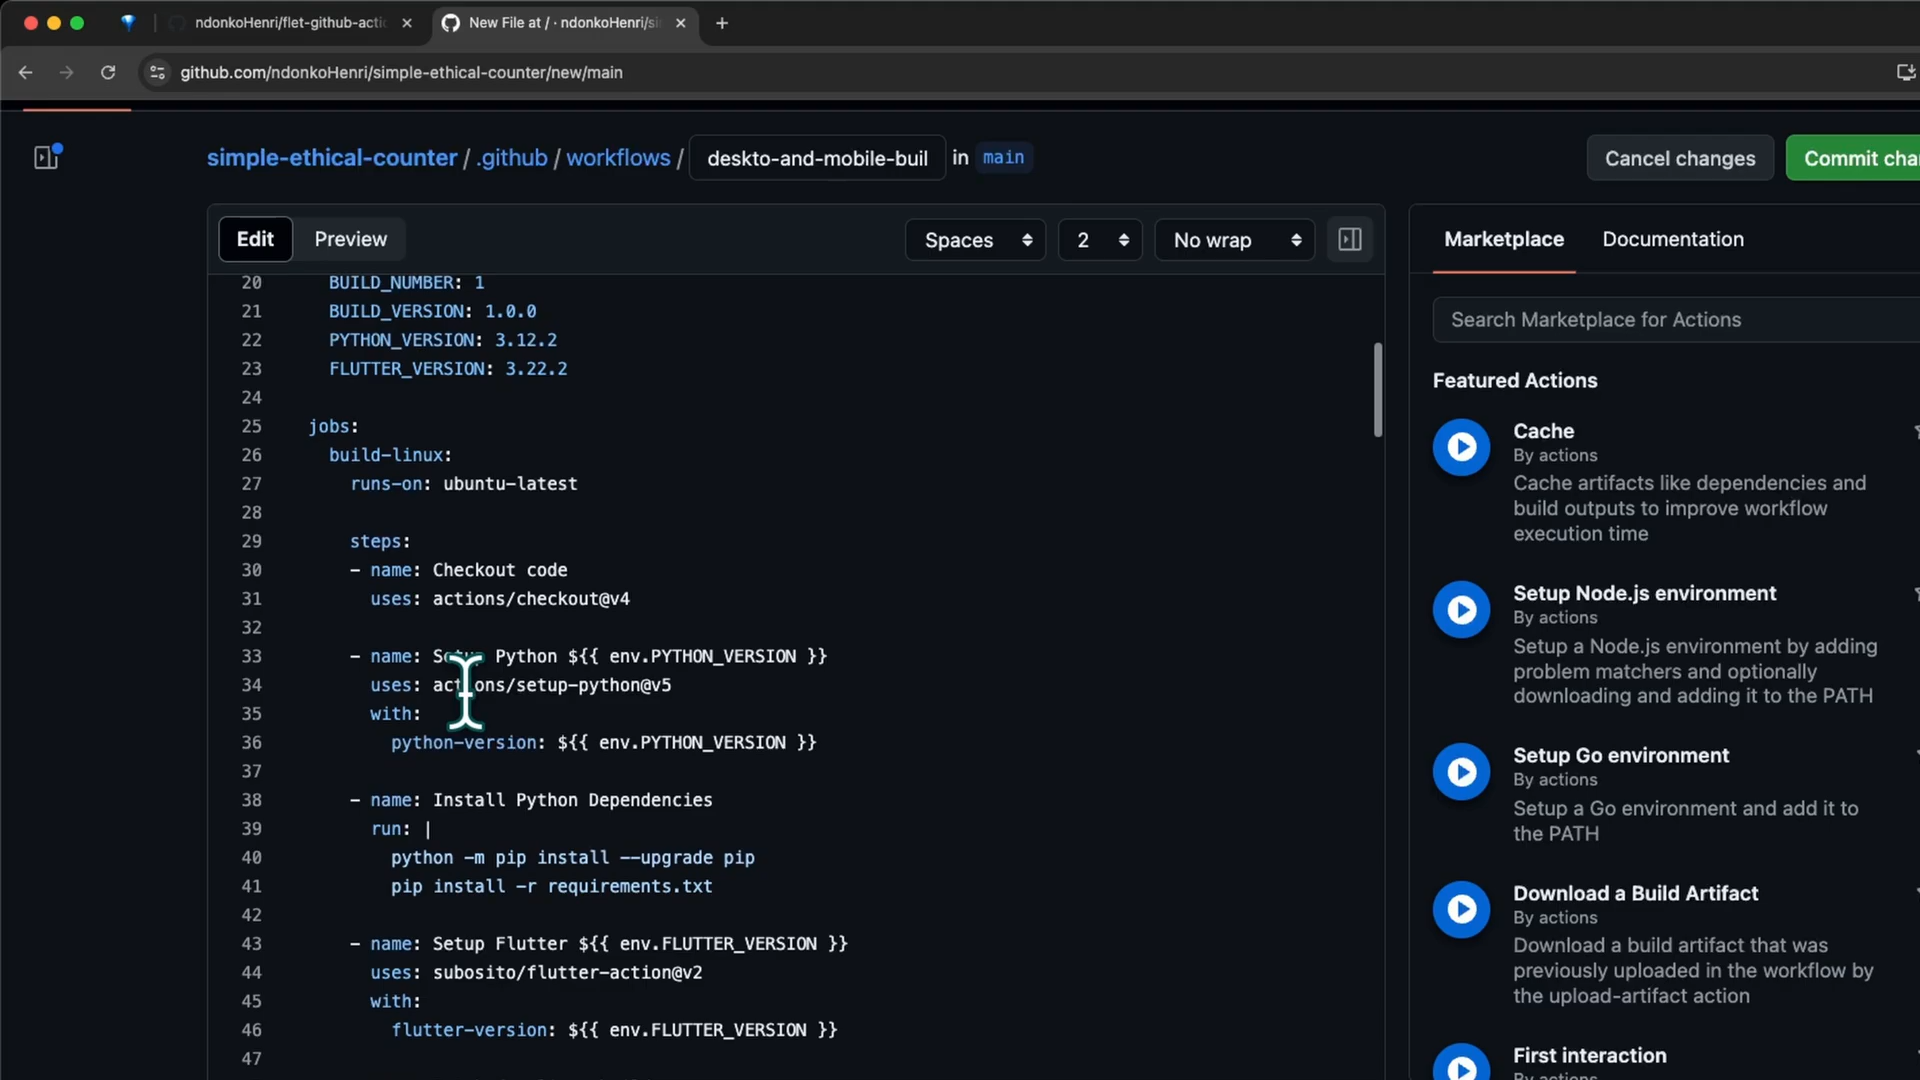 ndonkoHenri/flet-github-actio
New File at / · ndonkoHenri/si
github.com/ndonkoHenri/simple-ethical-counter/new/main
simple-ethical-counter / .github / workflows / deskto-and-mobile-buil in main
Cancel changes
Commit cha
Edit
Preview
Spaces
2
No wrap
Marketplace
Documentation
20 BUILD_NUMBER: 1
21 BUILD_VERSION: 1.0.0
22 PYTHON_VERSION: 3.12.2
23 FLUTTER_VERSION: 3.22.2
24
25 jobs:
26 build-linux:
27 runs-on: ubuntu-latest
28
29 steps:
30 - name: Checkout code
31 uses: actions/checkout@v4
32
33 - name: Setup Python ${{ env.PYTHON_VERSION }}
34 uses: actions/setup-python@v5
35 with:
36 python-version: ${{ env.PYTHON_VERSION }}
37
38 - name: Install Python Dependencies
39 run: |
40 python -m pip install --upgrade pip
41 pip install -r requirements.txt
42
43 - name: Setup Flutter ${{ env.FLUTTER_VERSION }}
44 uses: subosito/flutter-action@v2
45 with:
46 flutter-version: ${{ env.FLUTTER_VERSION }}
47
Search Marketplace for Actions
Featured Actions
Cache
By actions
Cache artifacts like dependencies and
build outputs to improve workflow
execution time
Setup Node.js environment
By actions
Setup a Node.js environment by adding
problem matchers and optionally
downloading and adding it to the PATH
Setup Go environment
By actions
Setup a Go environment and add it to
the PATH
Download a Build Artifact
By actions
Download a build artifact that was
previously uploaded in the workflow by
the upload-artifact action
First interaction
By actions